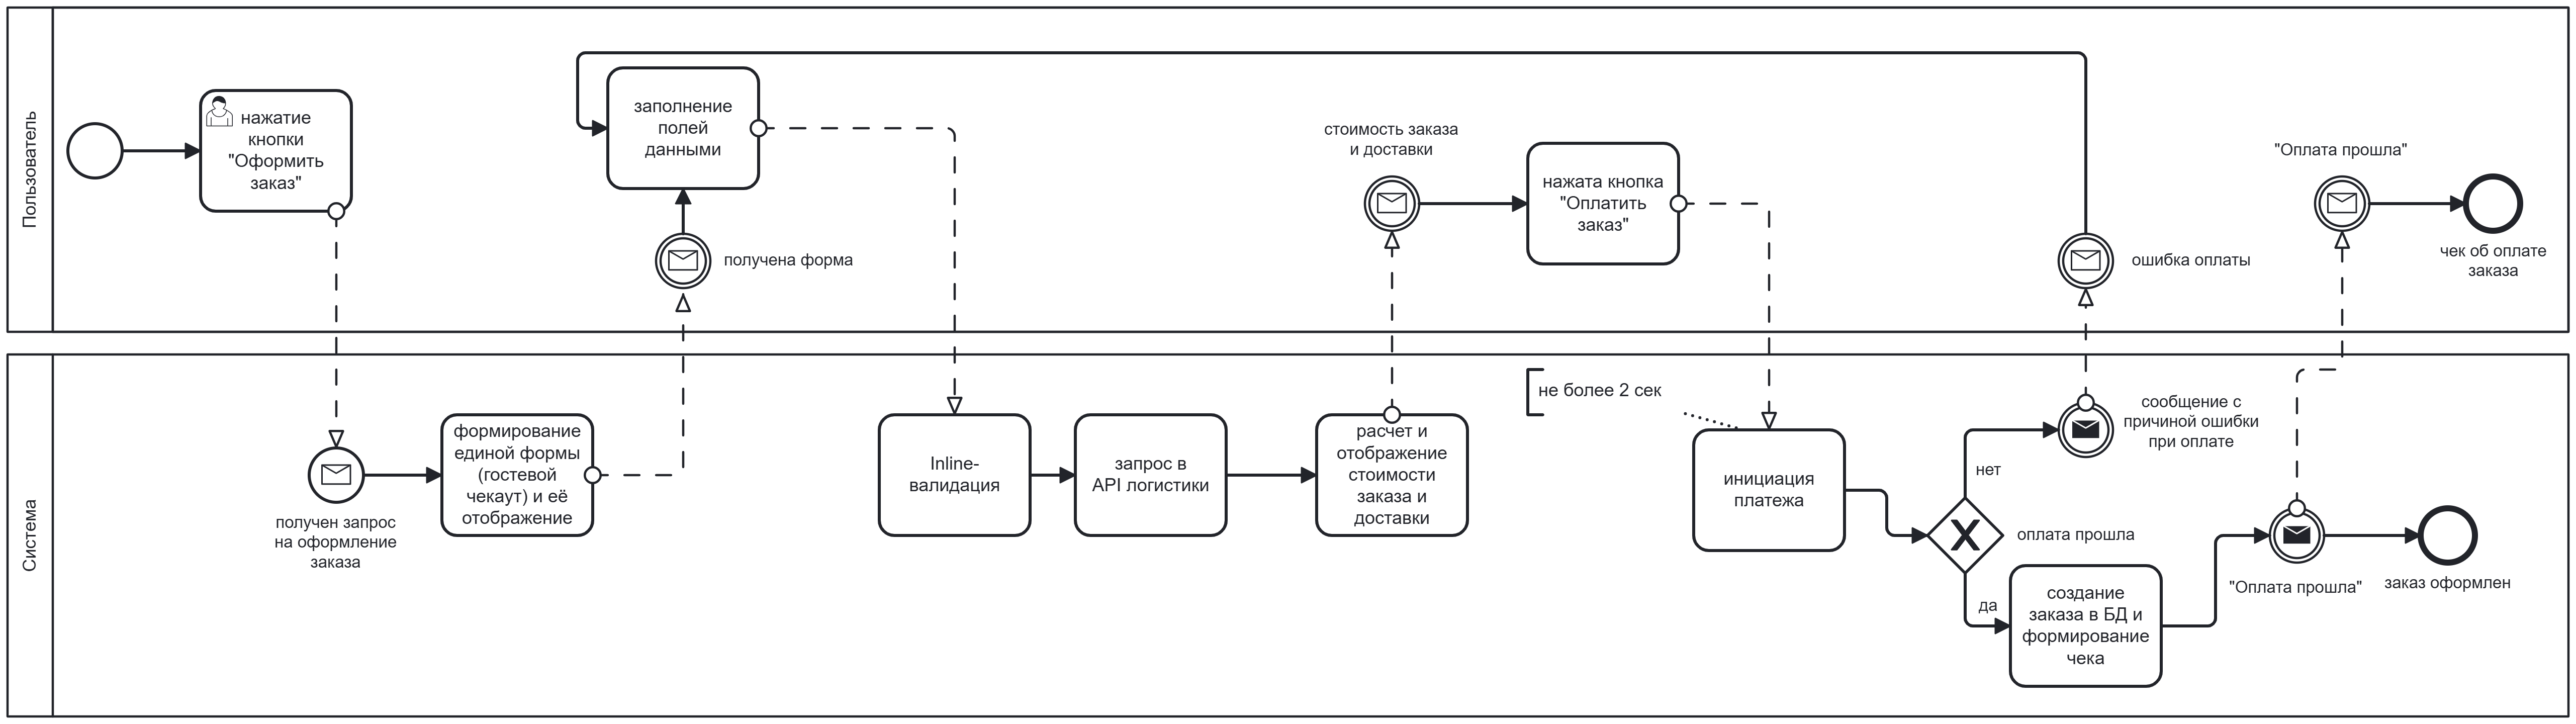 Пользователь
нажатие
кнопки
"Оформить
заказ"
заполнение
полей
данными
получена форма
стоимость заказа
и доставки
нажата кнопка
"Оплатить
заказ"
ошибка оплаты
"Оплата прошла"
чек об оплате
заказа
Система
получен запрос
на оформление
заказа
формирование
единой формы
(гостевой
чекаут) и её
отображение
Inline-
валидация
запрос в
API логистики
расчет и
отображение
стоимости
заказа и
доставки
не более 2 сек
инициация
платежа
нет
оплата прошла
да
сообщение с
причиной ошибки
при оплате
создание
заказа в БД и
формирование
чека
"Оплата прошла"
заказ оформлен